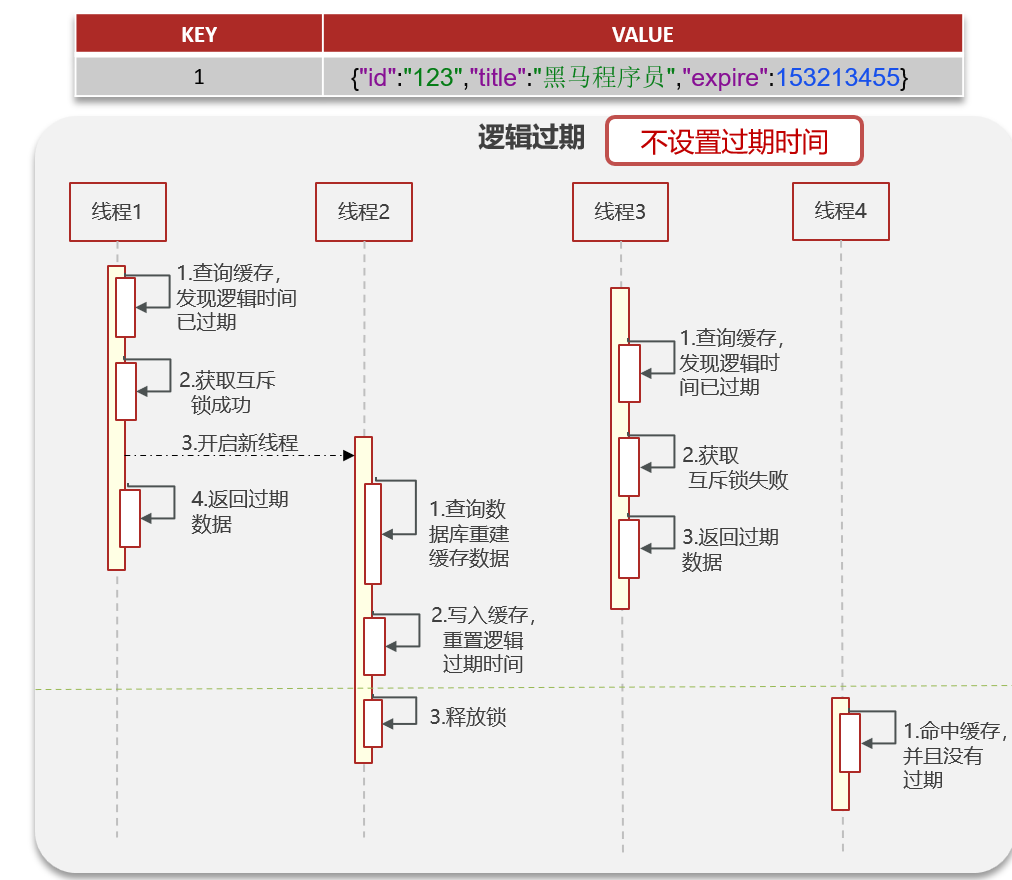 KEY VALUE
1 {"id":"123","title":"黑马程序员","expire":153213455}
逻辑过期 不设置过期时间
线程1
线程2
线程3
线程4
1.查询缓存，
发现逻辑时间
已过期
2.获取互斥
锁成功
3.开启新线程
4.返回过期
数据
1.查询数
据库重建
缓存数据
2.写入缓存，
重置逻辑
过期时间
3.释放锁
1.查询缓存，
发现逻辑时
间已过期
2.获取
互斥锁失败
3.返回过期
数据
1.命中缓存，
并且没有
过期